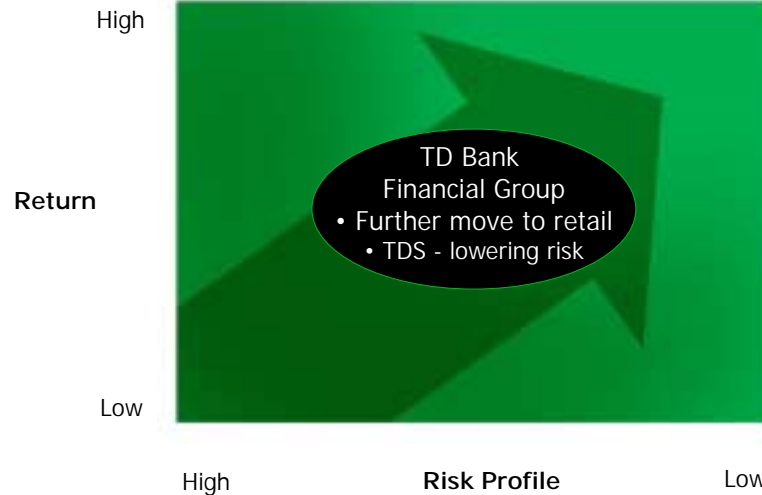 High
TD Bank
Financial Group
• Further move to retail
• TDS - lowering risk
Return
Low
High Risk Profile Low